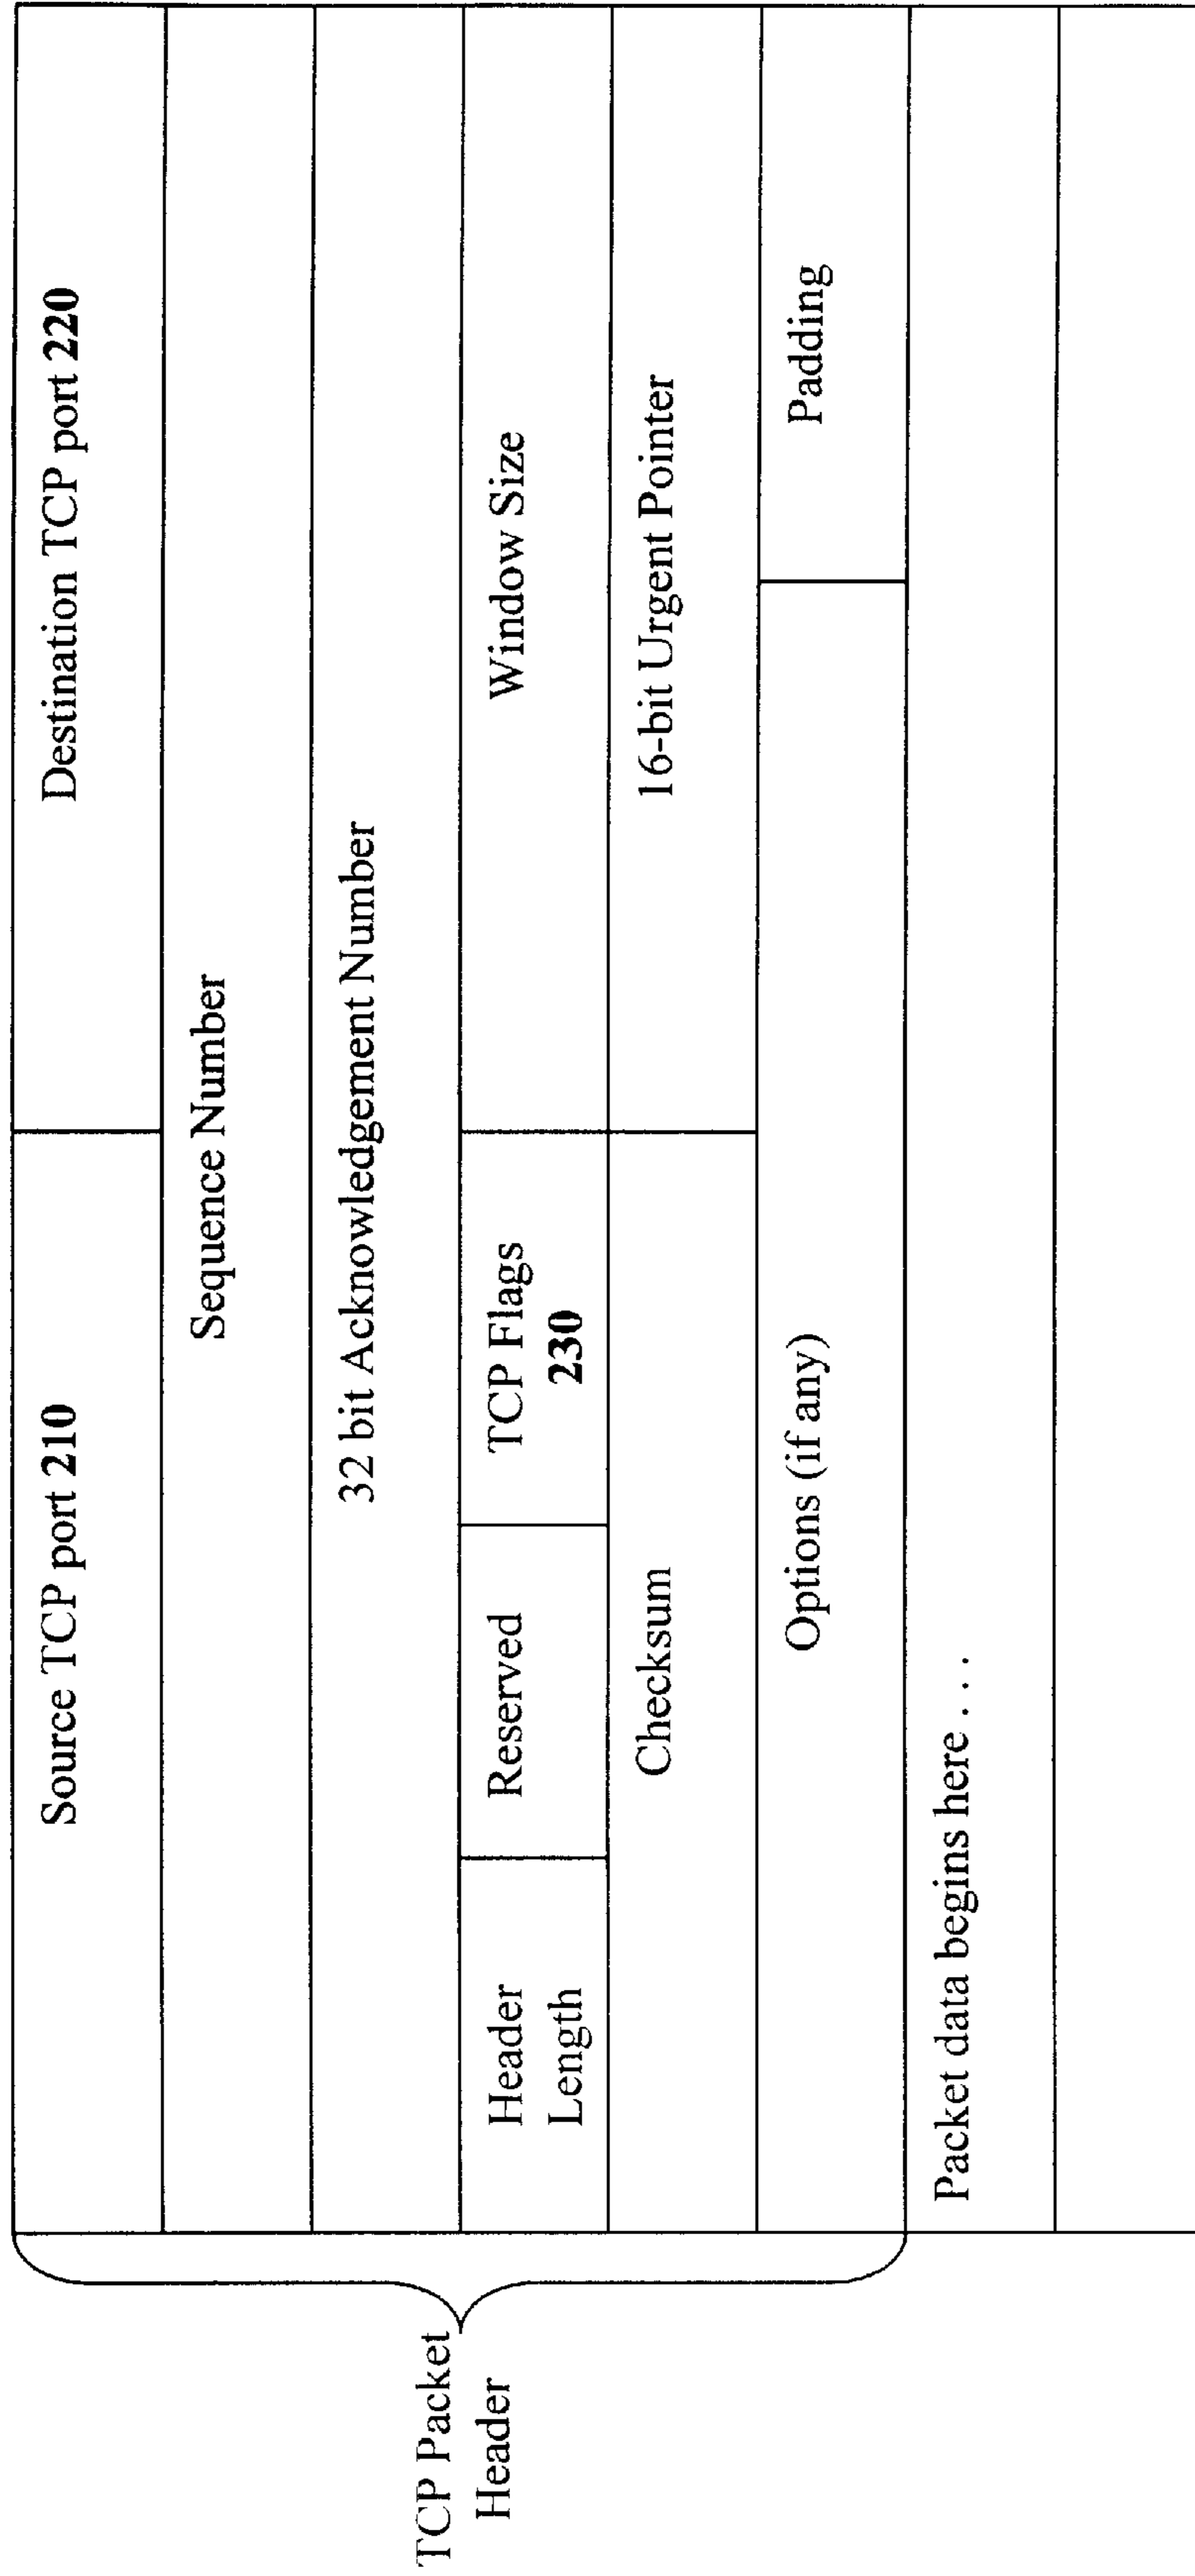 Source TCP port 210
Destination TCP port 220
Sequence Number
32 bit Acknowledgement Number
TCP Packet
Header
Header
Length
Reserved
TCP Flags
230
Window Size
Checksum
16-bit Urgent Pointer
Options (if any)
Padding
Packet data begins here . . . .